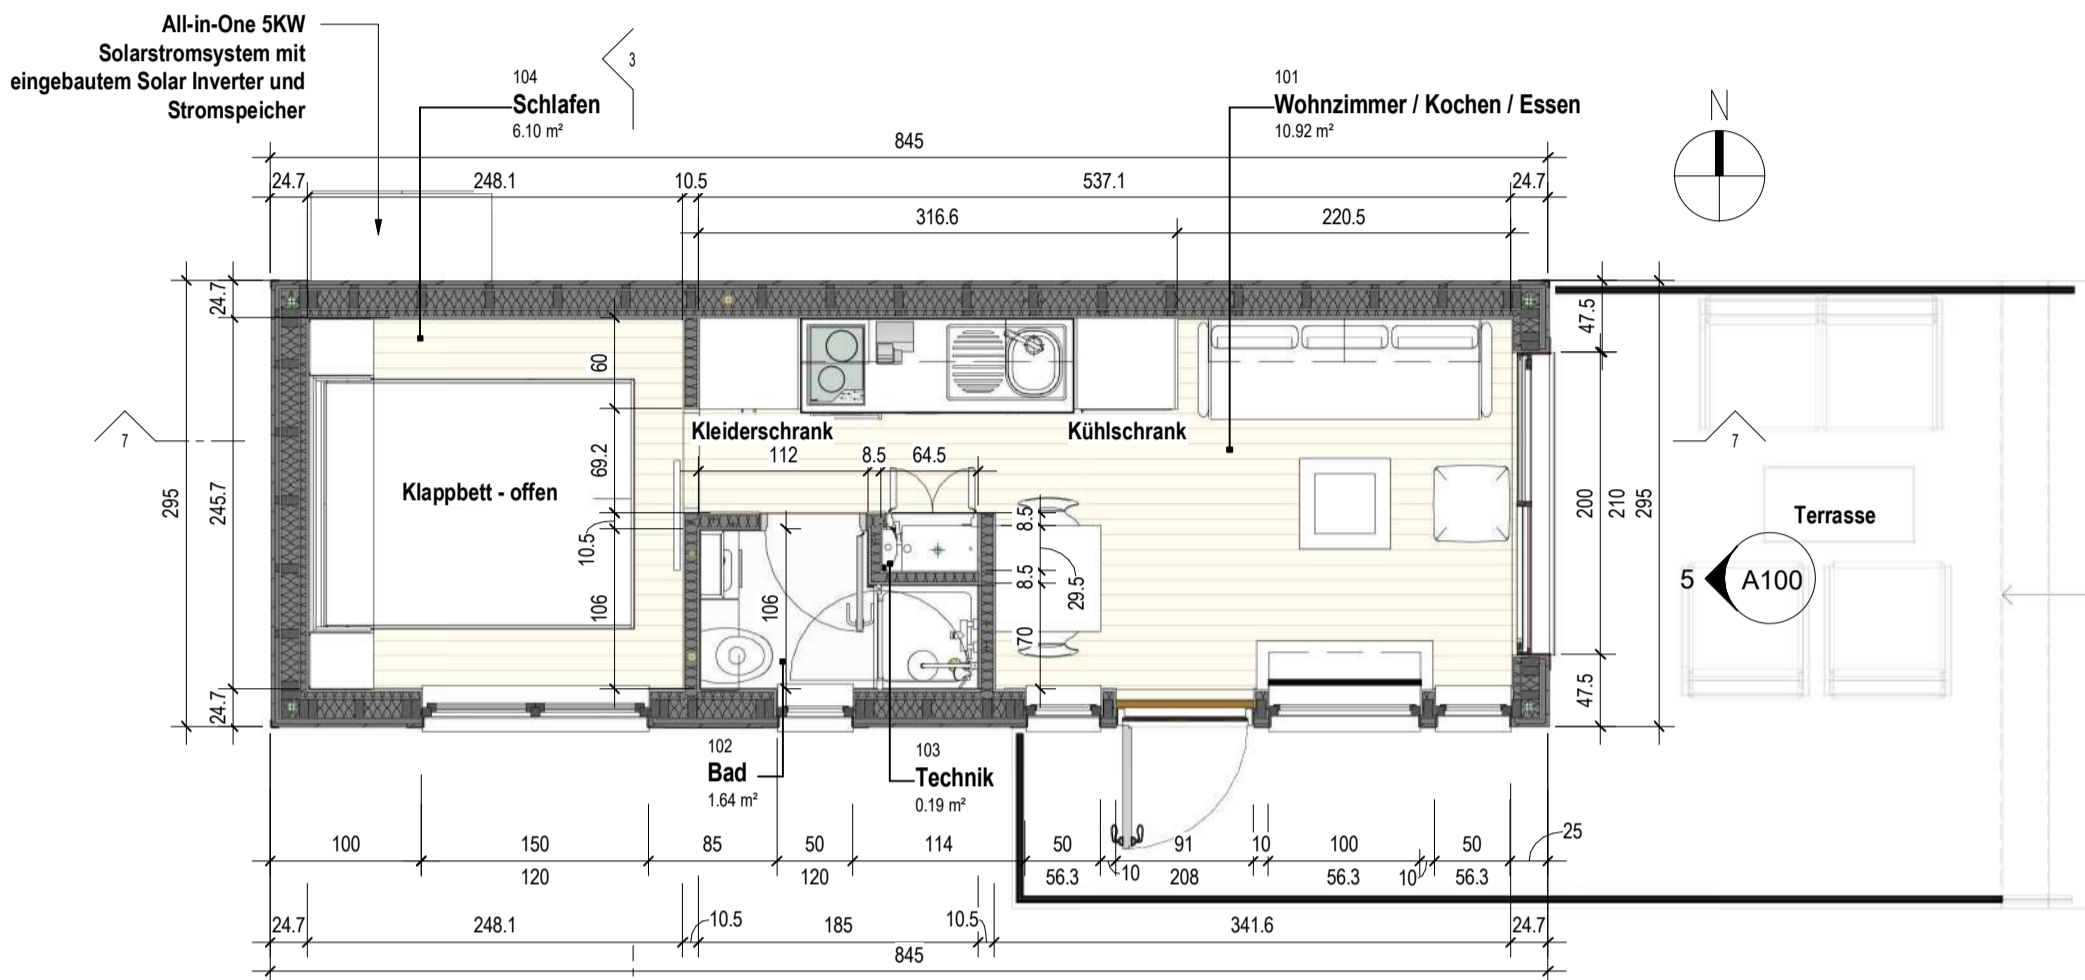 All-in-One 5KW
Solarstromsystem mit
eingebautem Solar Inverter und
Stromspeicher
3
104
Schlafen
6.10 m²
101
Wohnzimmer / Kochen / Essen
10.92 m²
N
845
24.7 248.1 10.5 537.1 24.7
316.6 220.5
295
24.7
245.7
24.7
60
69.2
10.5
106
7
Klappbett - offen
Kleiderschrank
Kühlschrank
112 8.5 64.5
106
8.5
29.5
8.5
70
47.5
200
47.5
210
295
7
Terrasse
5 A100
102
Bad
1.64 m²
103
Technik
0.19 m²
100 150 85 50 114 50 10 91 10 100 10 50 25
120 120 56.3 208 56.3 56.3
24.7 248.1 10.5 185 10.5 341.6 24.7
845